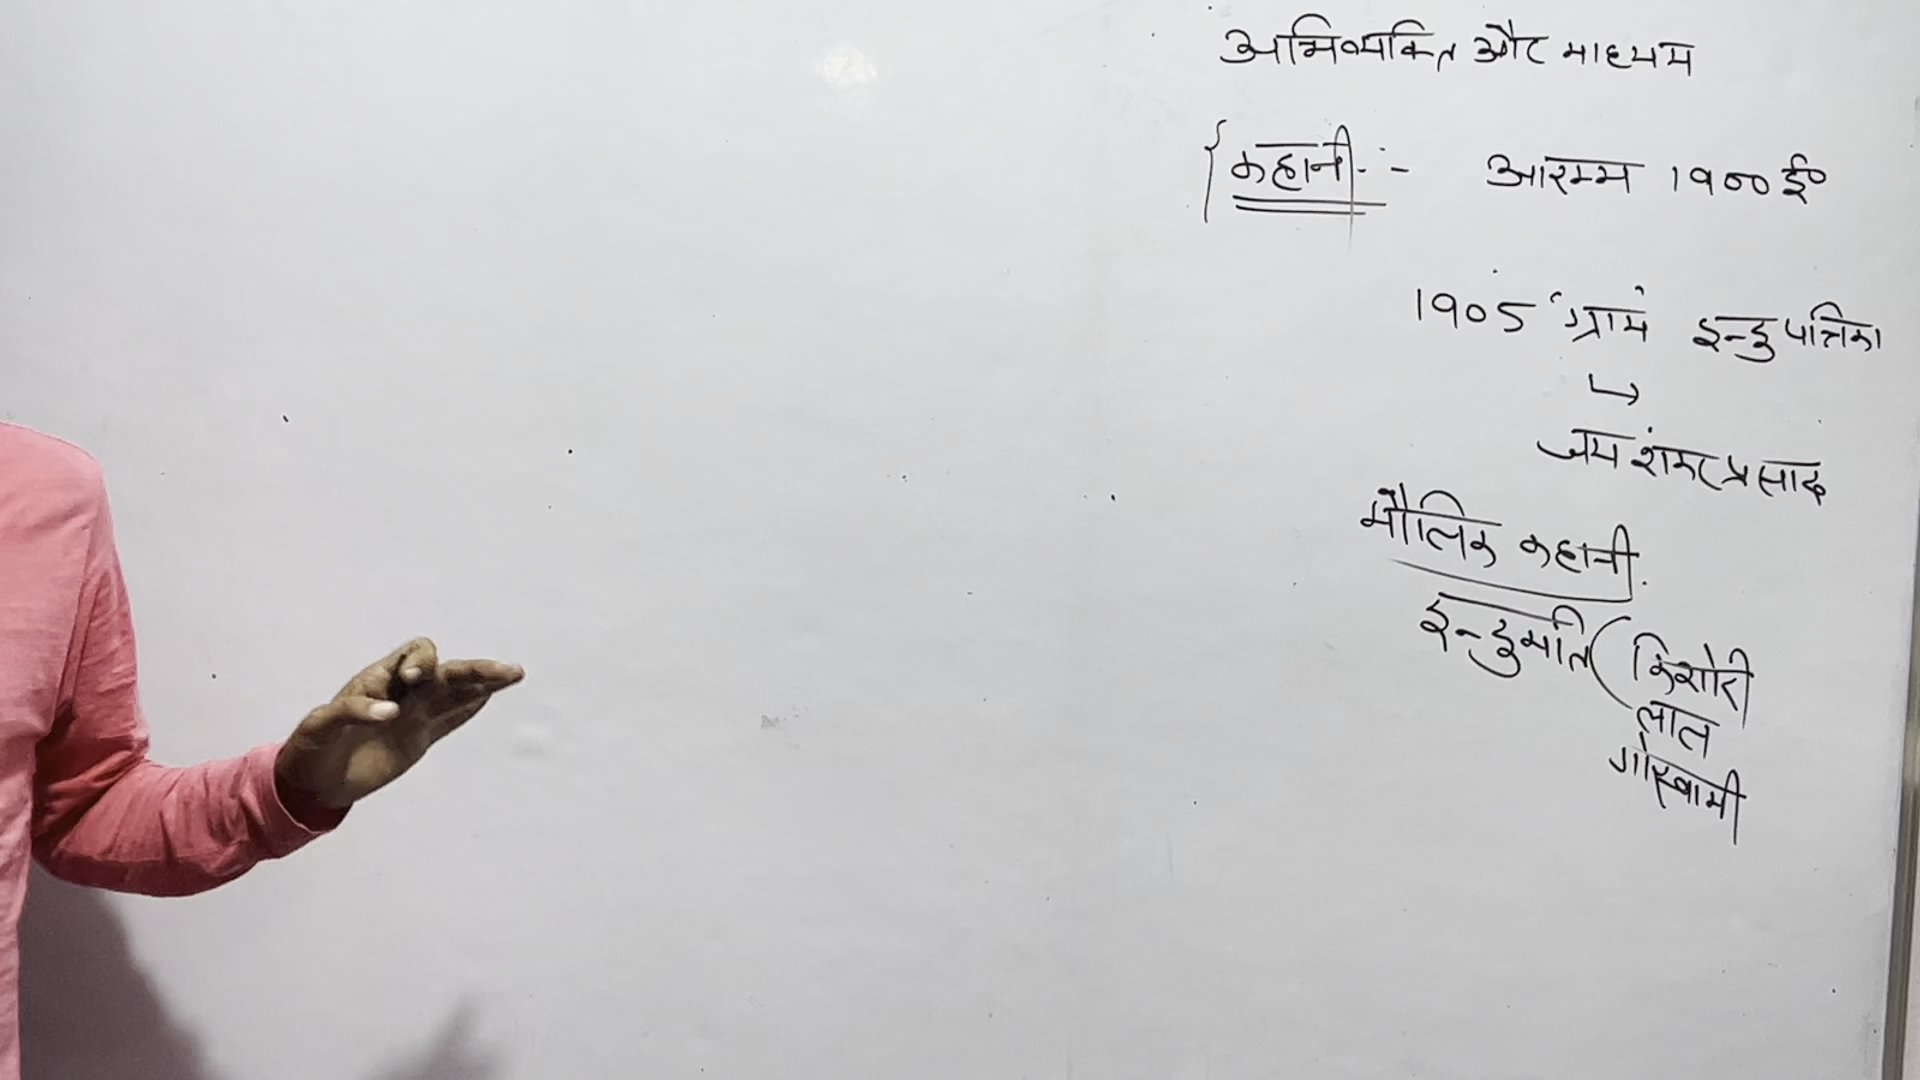 अभिव्यक्ति और माध्यम
{ कहानी :- आरम्भ 1900 ई०
1905 'ग्राम' इन्दु पत्रिका
↳
जयशंकर प्रसाद
मौलिक कहानी
इन्दुमति ( किशोरी
लाल
गोस्वामी